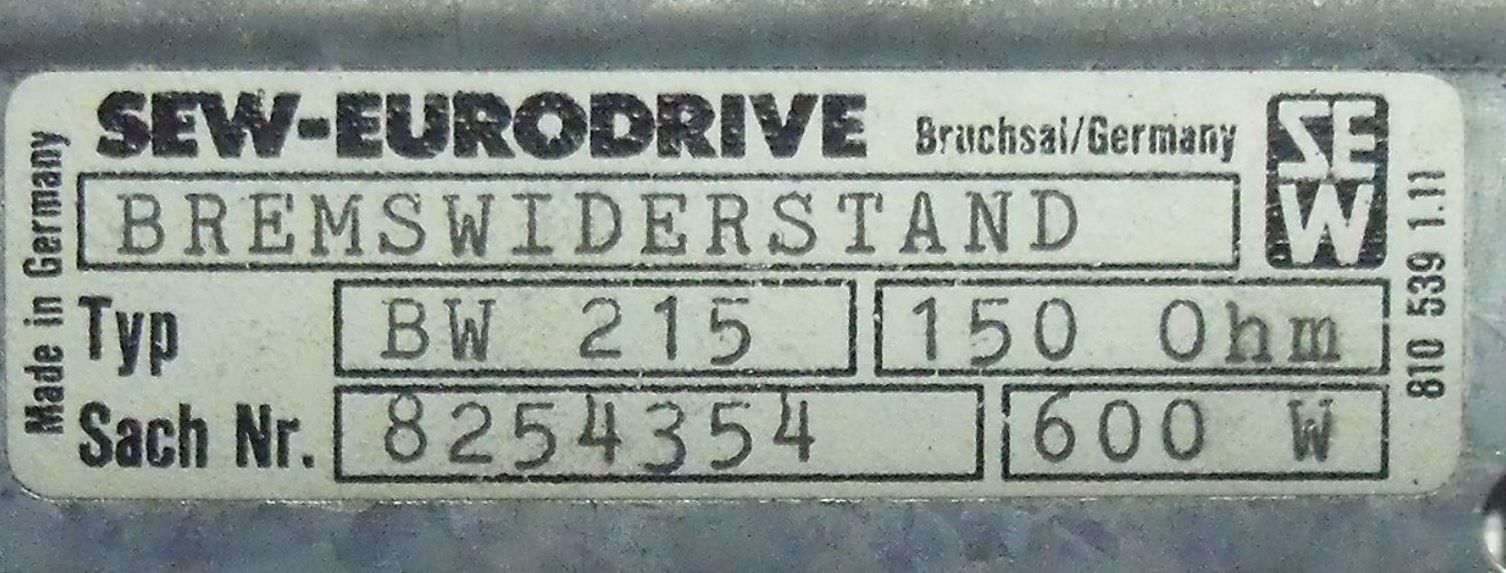 SEW-EURODRIVE Bruchsal/Germany
SEW
BREMSWIDERSTAND
Typ BW 215 150 Ohm
Sach Nr. 8254354 600 W
Made in Germany
810 539 1.11